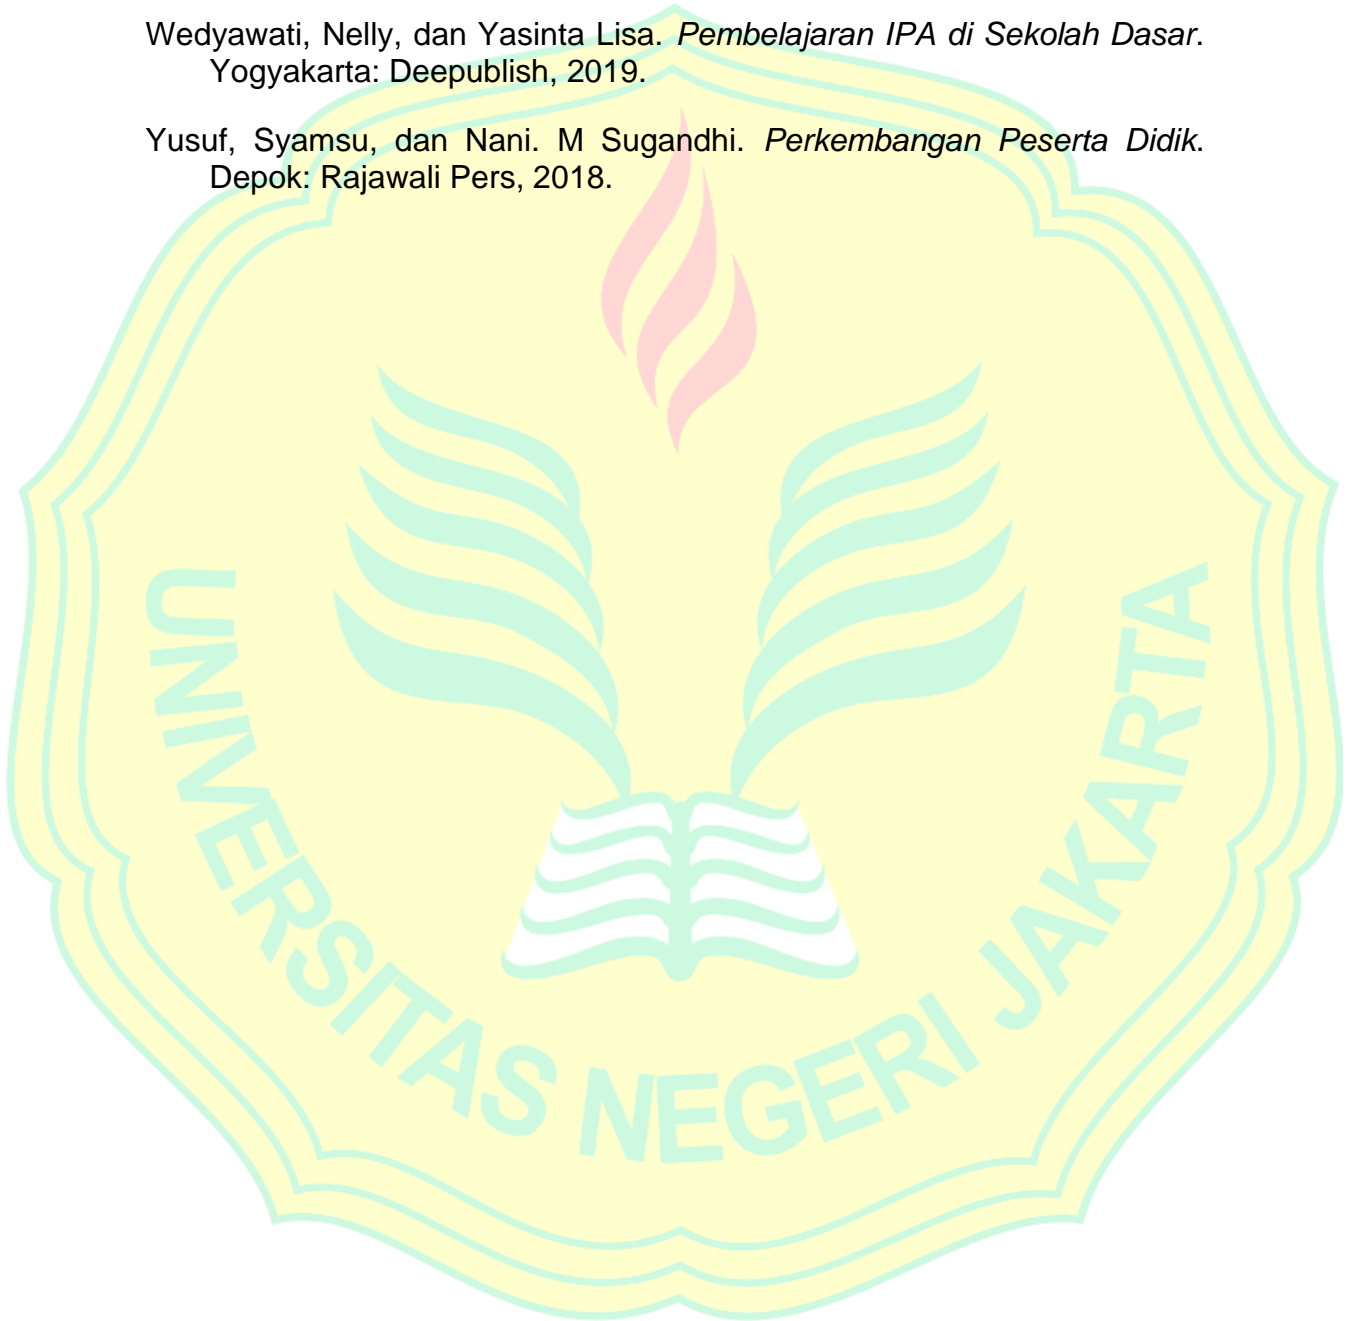 Wedyawati, Nelly, dan Yasinta Lisa. Pembelajaran IPA di Sekolah Dasar.
Yogyakarta: Deepublish, 2019.
Yusuf, Syamsu, dan Nani. M Sugandhi. Perkembangan Peserta Didik.
Depok: Rajawali Pers, 2018.
UNIVERSITAS NEGERI JAKARTA